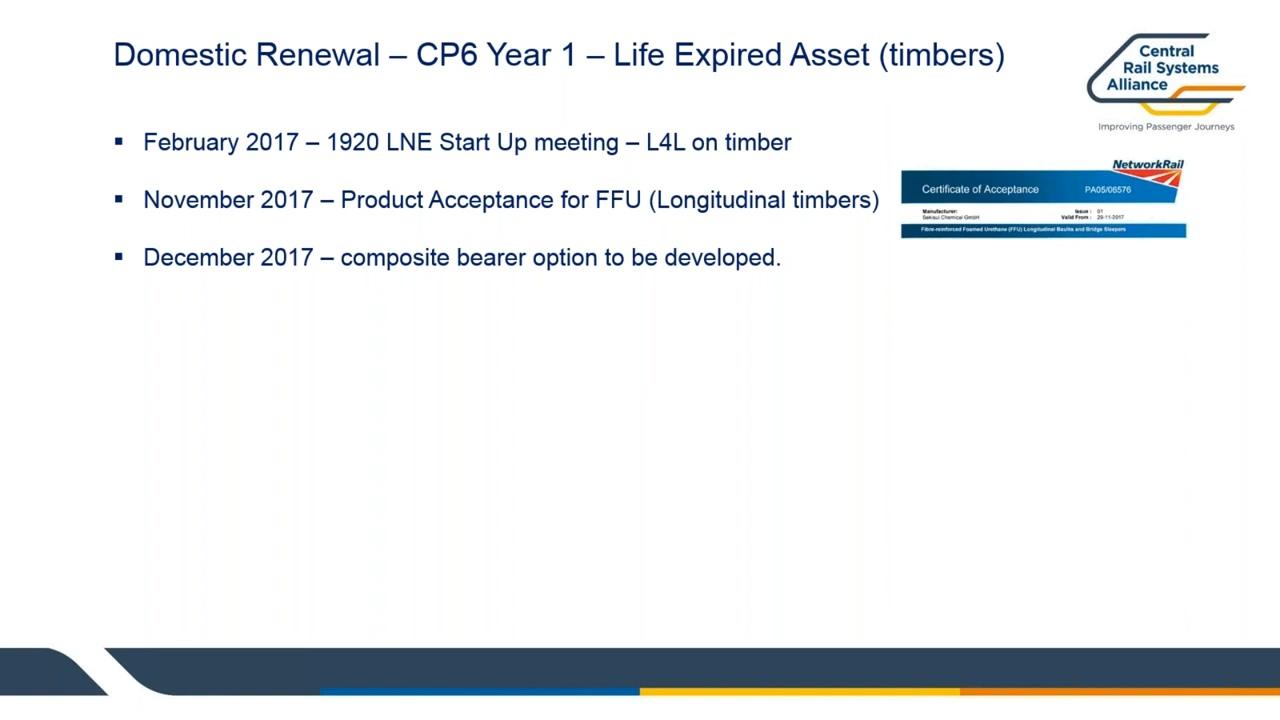 Domestic Renewal – CP6 Year 1 – Life Expired Asset (timbers)
Central
Rail Systems
Alliance
Improving Passenger Journeys
▪ February 2017 – 1920 LNE Start Up meeting – L4L on timber
▪ November 2017 – Product Acceptance for FFU (Longitudinal timbers)
▪ December 2017 – composite bearer option to be developed.
NetworkRail
Certificate of Acceptance PA05/06576
Manufacturer: Issue : 01
Sekisui Chemical GmbH Valid From : 29-11-2017
Fibre-reinforced Foamed Urethane (FFU) Longitudinal Baulks and Bridge Sleepers